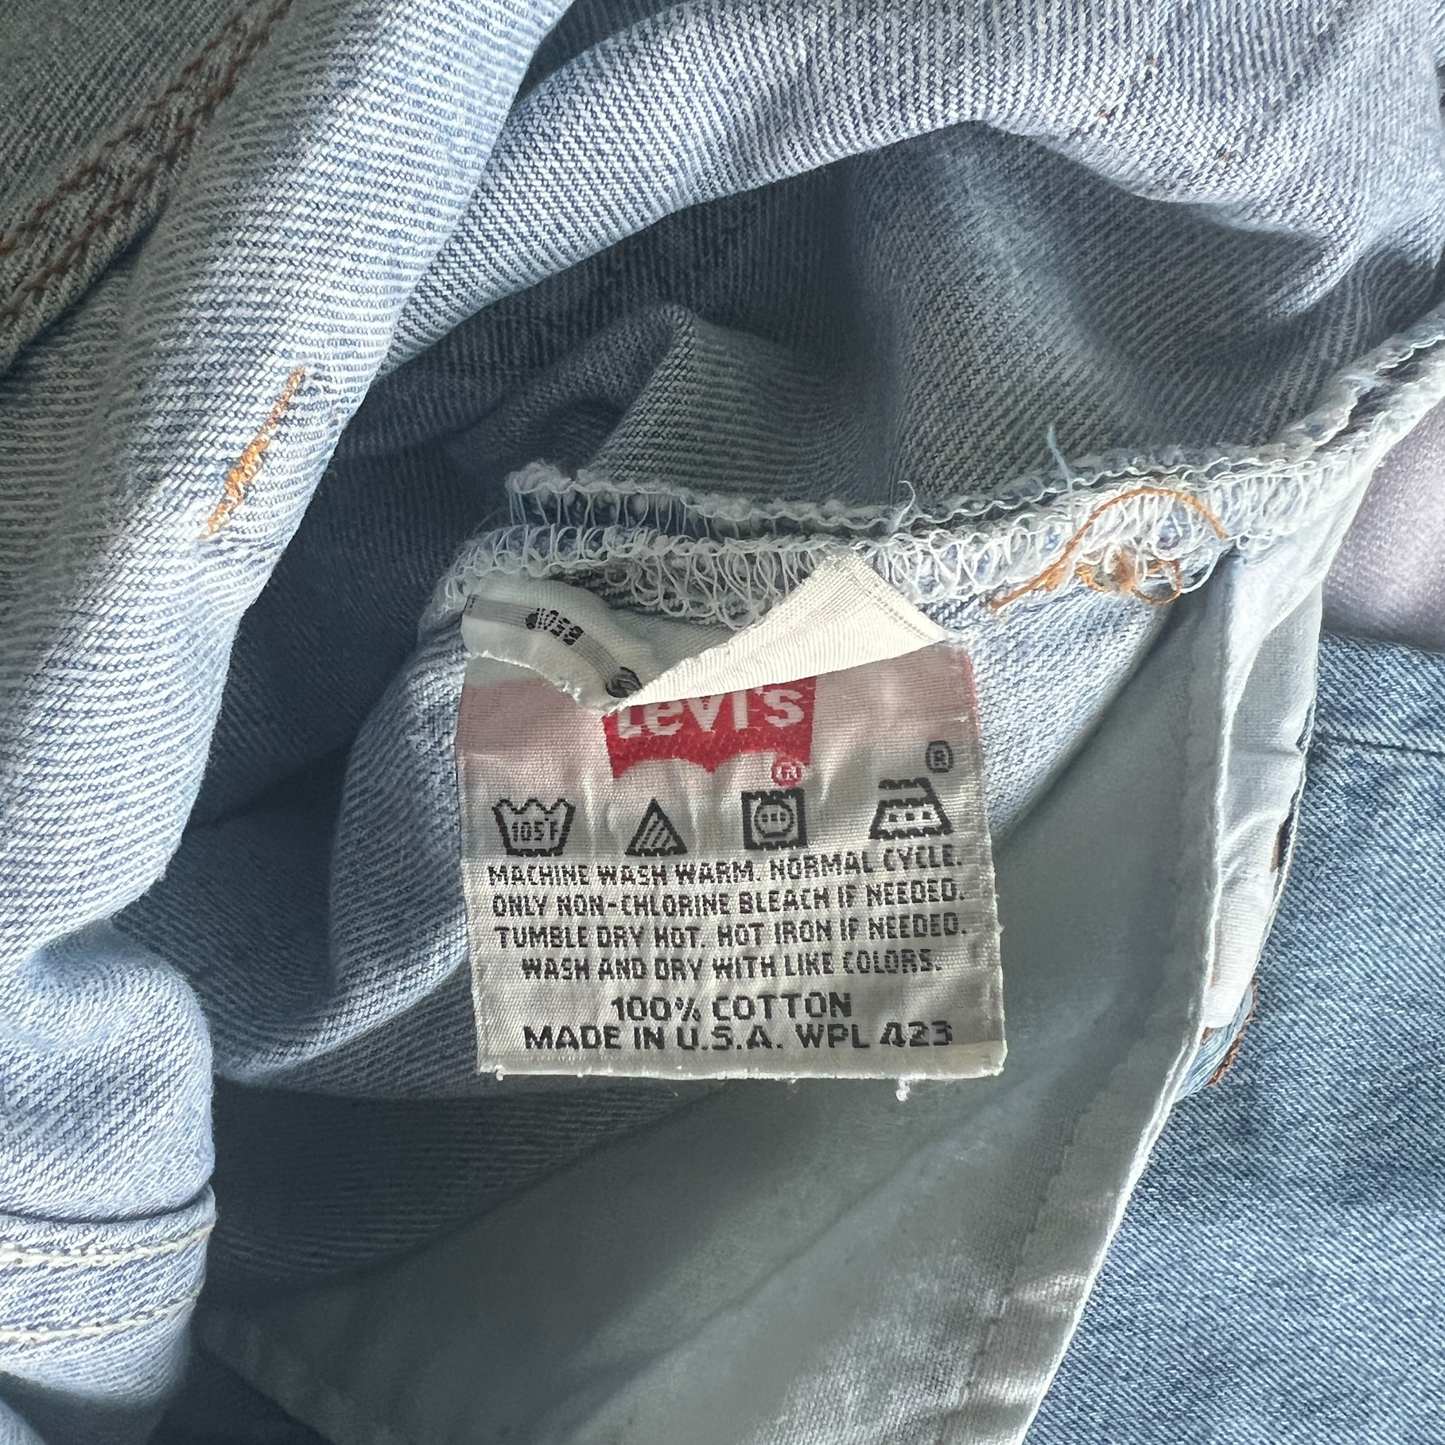 Levi's
®
®
105°F
MACHINE WASH WARM. NORMAL CYCLE.
ONLY NON-CHLORINE BLEACH IF NEEDED.
TUMBLE DRY HOT. HOT IRON IF NEEDED.
WASH AND DRY WITH LIKE COLORS.
100% COTTON
MADE IN U.S.A. WPL 423